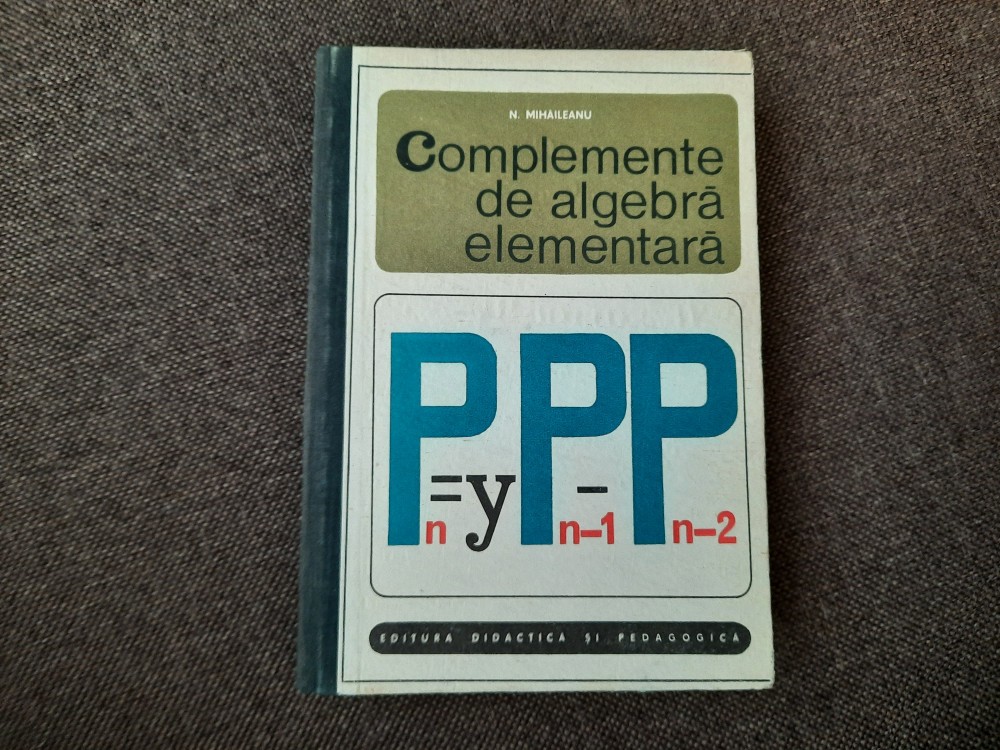 N. MIHĂILEANU
Complemente
de algebră
elementară
Pn=yPn-1-Pn-2
EDITURA DIDACTICĂ ȘI PEDAGOGICĂ